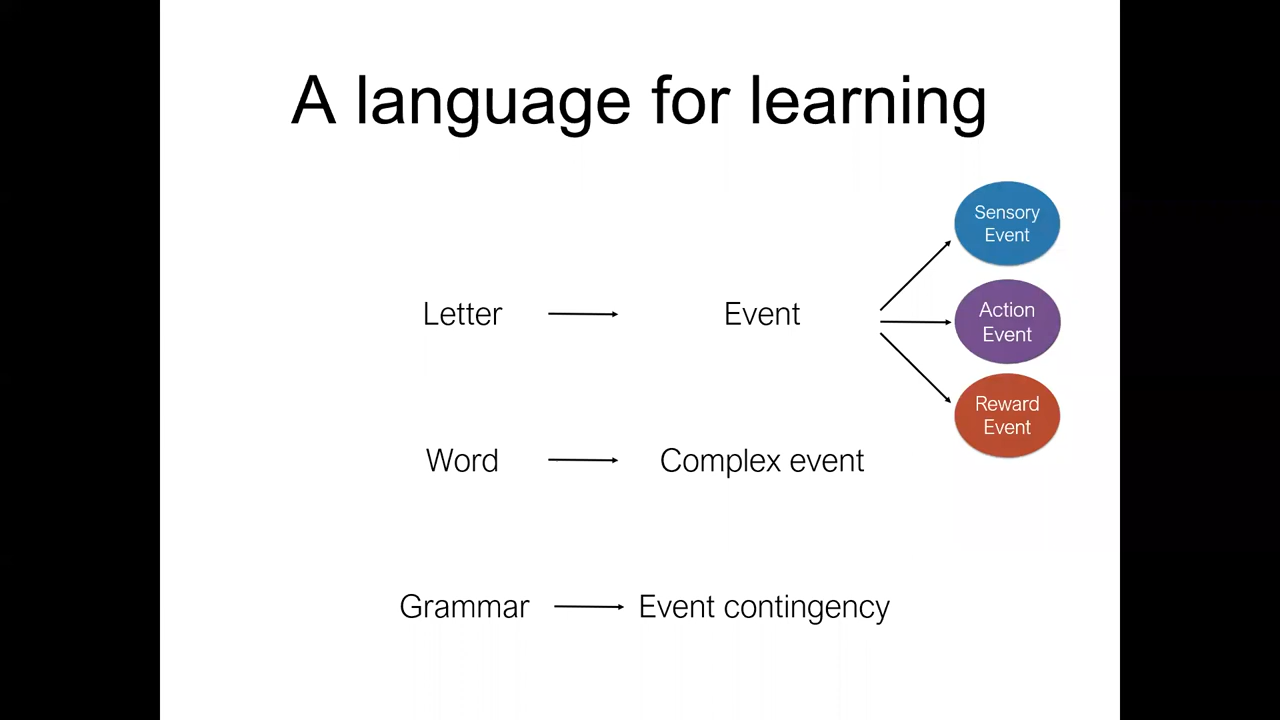 A language for learning
Sensory
Event
Letter
Event
Action
Event
Reward
Event
Word
Complex event
Grammar
Event contingency